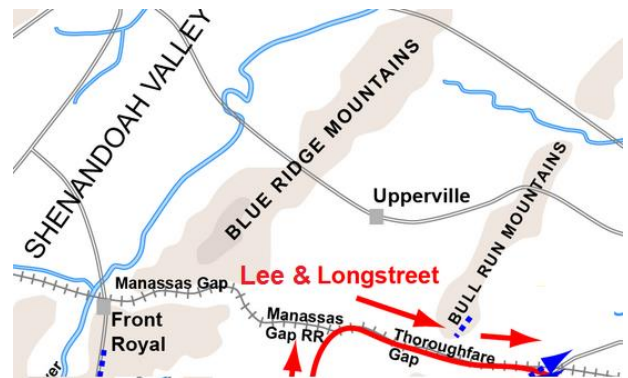 SHENANDOAH VALLEY
BLUE RIDGE MOUNTAINS
BULL RUN MOUNTAINS
Upperville
Lee & Longstreet
Manassas Gap
Manassas
Gap RR
Thoroughfare
Gap
Front
Royal